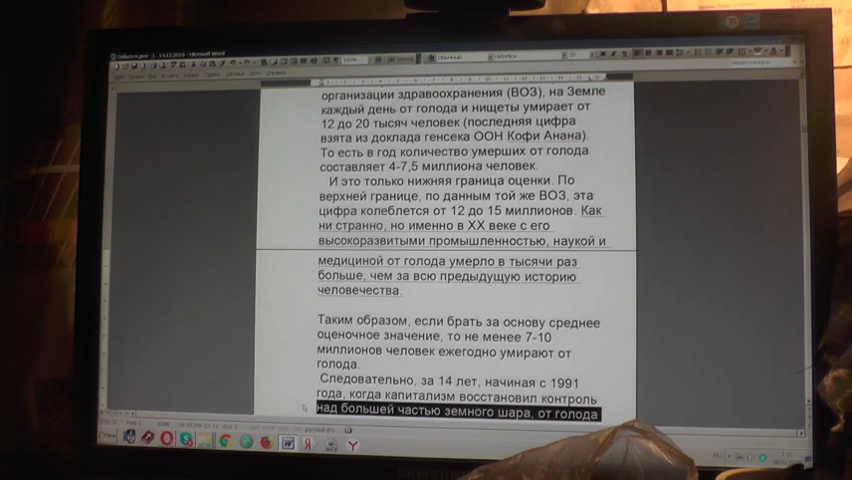 организации здравоохранения (ВОЗ), на Земле
каждый день от голода и нищеты умирает от
12 до 20 тысяч человек (последняя цифра
взята из доклада генсека ООН Кофи Анана).
То есть в год количество умерших от голода
составляет 4-7,5 миллиона человек.
И это только нижняя граница оценки. По
верхней границе, по данным той же ВОЗ, эта
цифра колеблется от 12 до 15 миллионов. Как
ни странно, но именно в XX веке с его
высокоразвитыми промышленностью, наукой и
медициной от голода умерло в тысячи раз
больше, чем за всю предыдущую историю
человечества.
Таким образом, если брать за основу среднее
оценочное значение, то не менее 7-10
миллионов человек ежегодно умирают от
голода.
Следовательно, за 14 лет, начиная с 1991
года, когда капитализм восстановил контроль
над большей частью земного шара, от голода